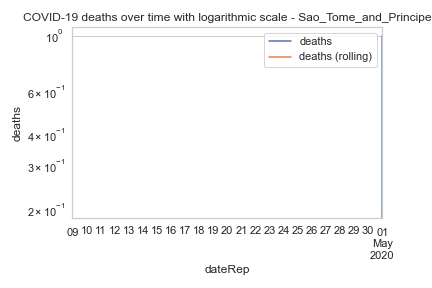 COVID-19 deaths over time with logarithmic scale - Sao_Tome_and_Principe
deaths
deaths (rolling)
10⁰
6 × 10⁻¹
4 × 10⁻¹
3 × 10⁻¹
2 × 10⁻¹
deaths
09 10 11 12 13 14 15 16 17 18 19 20 21 22 23 24 25 26 27 28 29 30 01
May
2020
dateRep